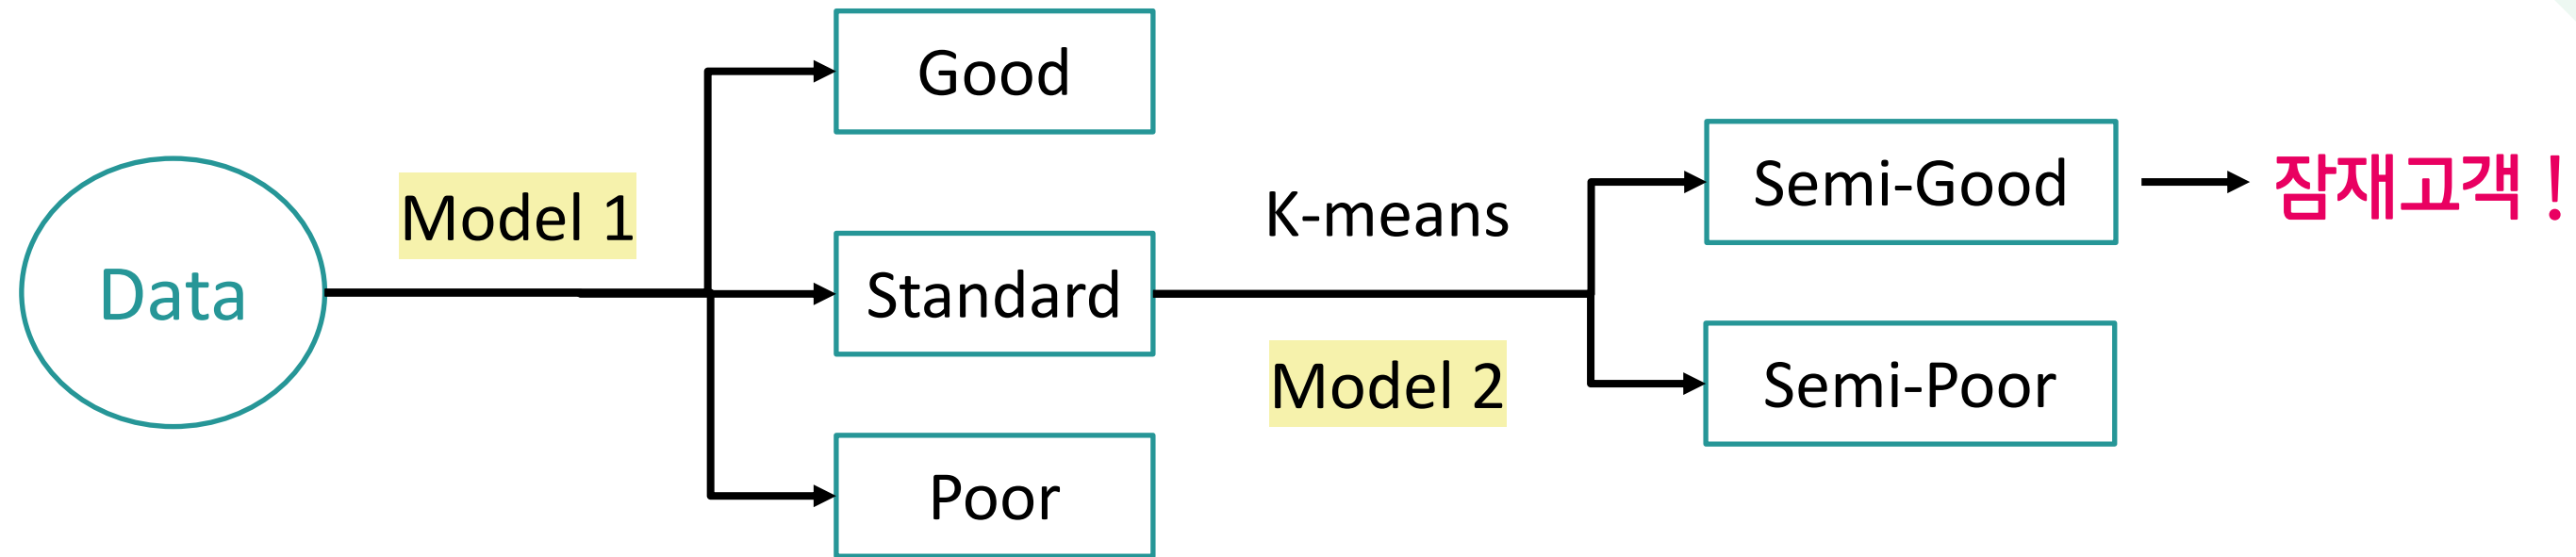 Data
Model 1
Good
Standard
Poor
K-means
Model 2
Semi-Good
Semi-Poor
잠재고객 !